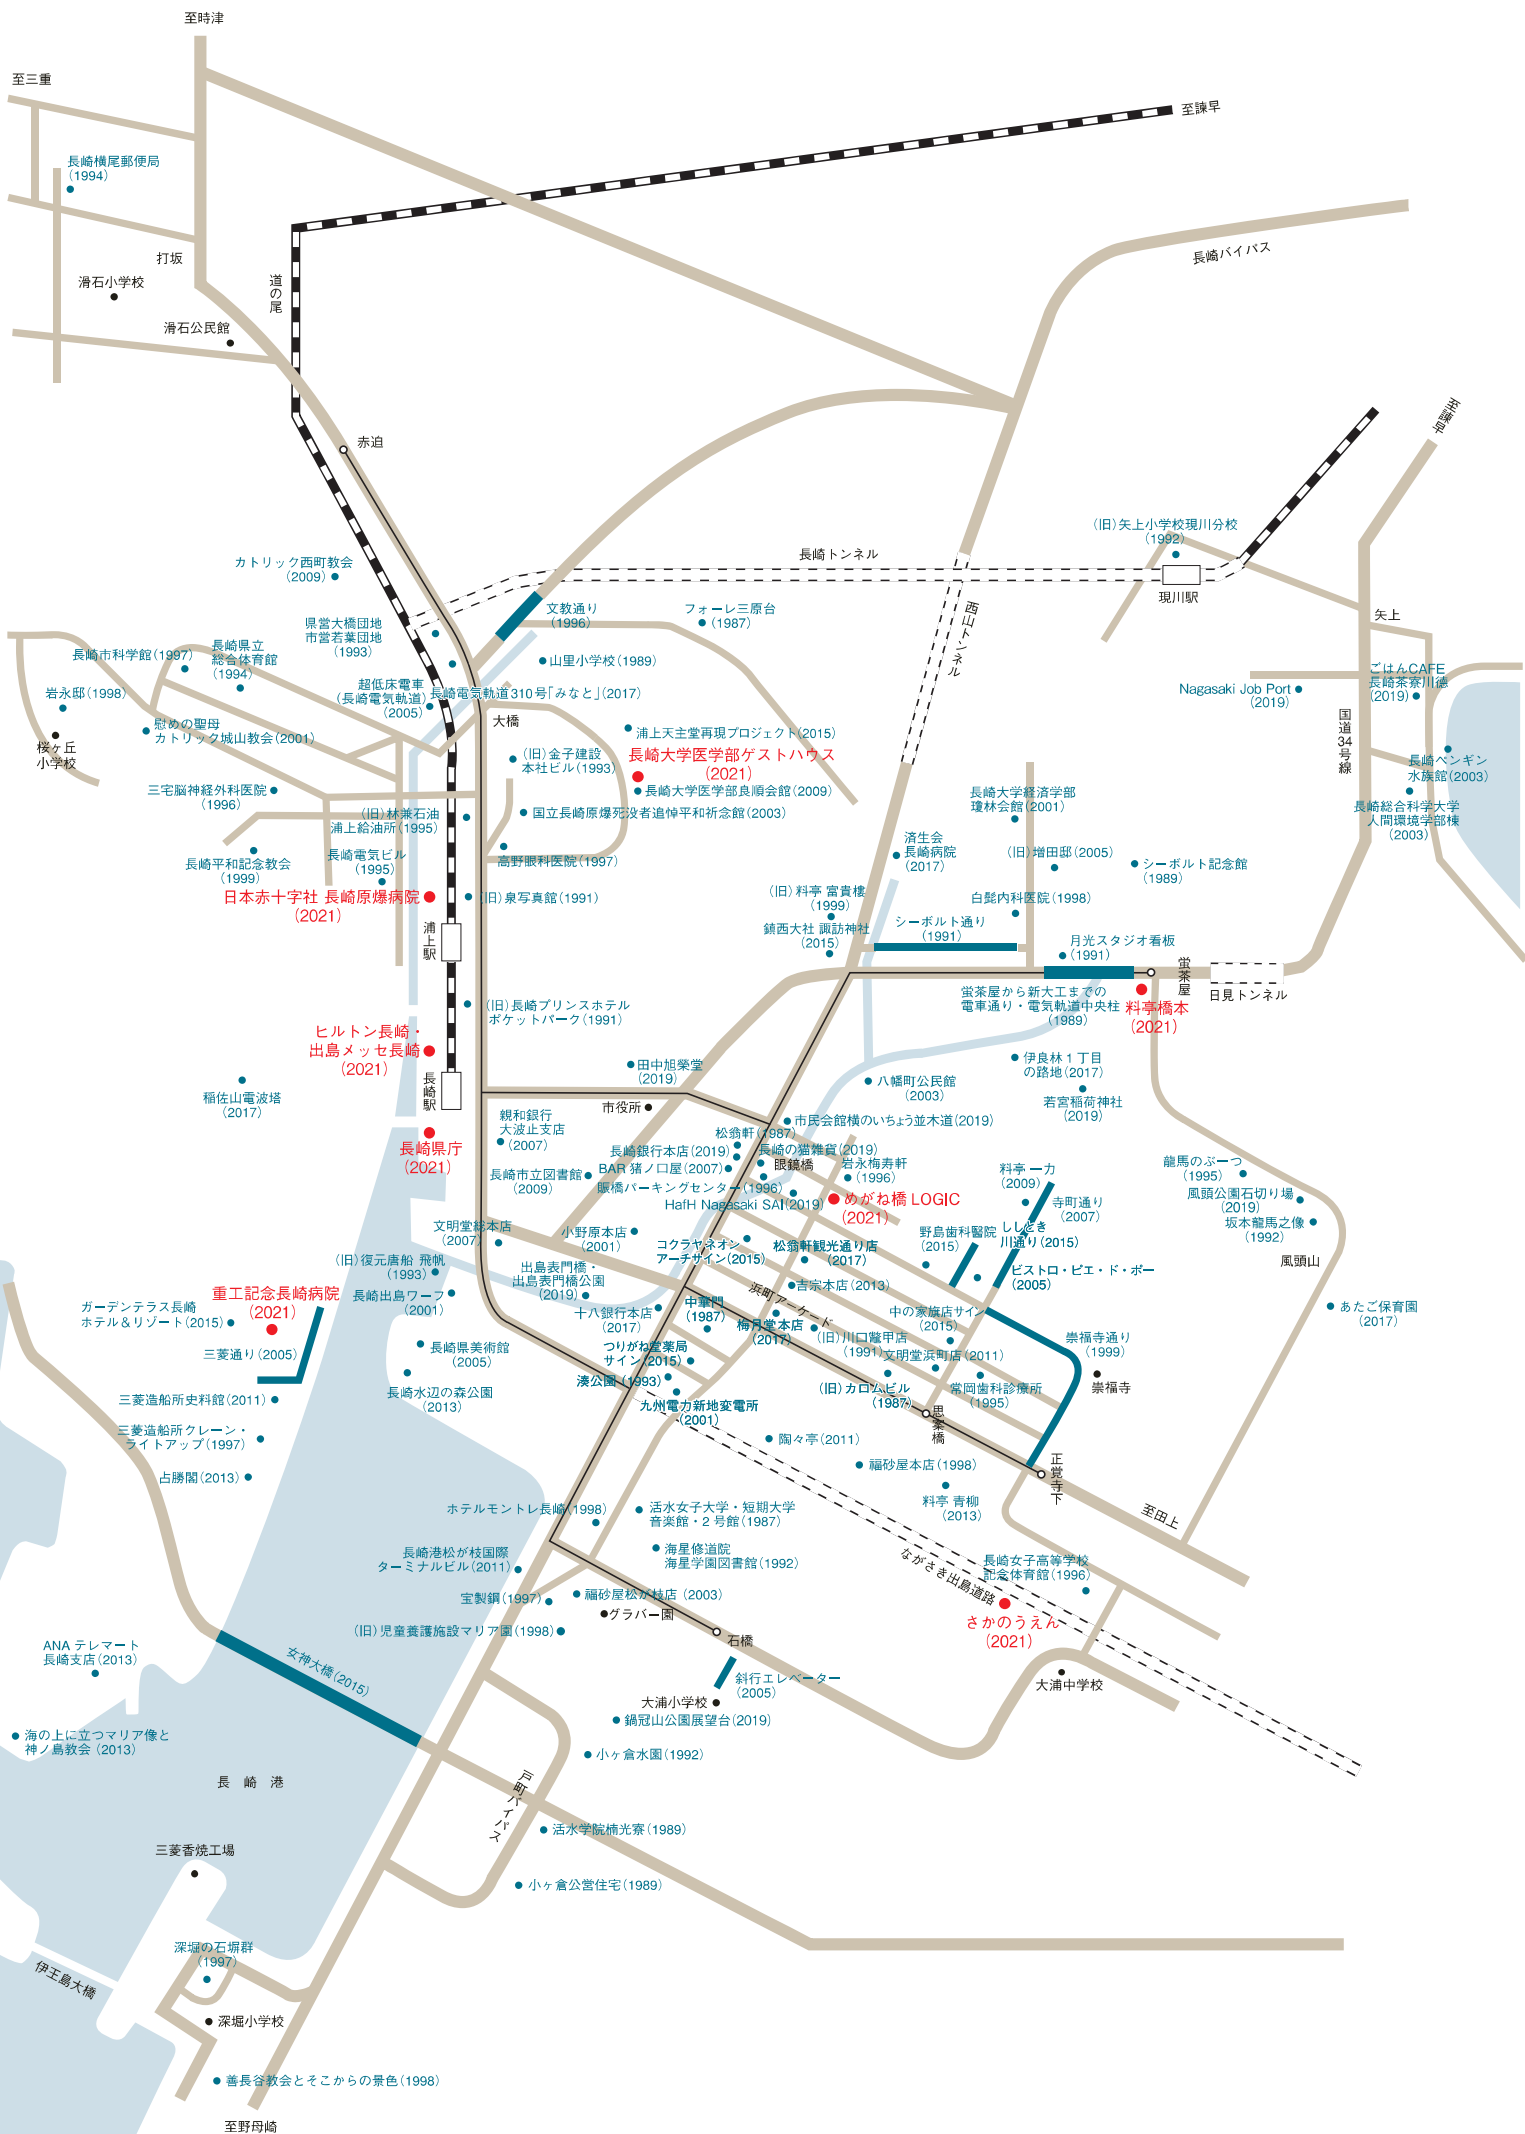 至時津
至三重
至諫早
長崎横尾郵便局
(1994)
長崎バイパス
打坂
滑石小学校
道の尾
滑石公民館
赤迫
至諫早
(旧)矢上小学校現川分校
(1992)
長崎トンネル
カトリック西町教会
(2009)
現川駅
文教通り
(1996)
フォーレ三原台
(1987)
西山トンネル
矢上
県営大橋団地
市営若葉団地
(1993)
長崎県立
総合体育館
(1994)
長崎市科学館(1997)
山里小学校(1989)
ごはんCAFE
長崎茶寮川德
(2019)
Nagasaki Job Port
(2019)
岩永邸(1998)
超低床電車
(長崎電気軌道)
(2005)
長崎電気軌道310号「みなと」(2017)
大橋
慰めの聖母
カトリック城山教会(2001)
桜ヶ丘
小学校
浦上天主堂再現プロジェクト(2015)
国道34号線
(旧)金子建設
本社ビル(1993)
長崎大学医学部ゲストハウス
(2021)
長崎大学医学部良順会館(2009)
長崎ペンギン
水族館(2003)
三宅脳神経外科医院
(1996)
長崎大学経済学部
瓊林会館(2001)
長崎総合科学大学
人間環境学部棟
(2003)
(旧)林兼石油
浦上給油所(1995)
国立長崎原爆死没者追悼平和祈念館(2003)
済生会
長崎病院
(2017)
(旧)増田邸(2005)
長崎平和記念教会
(1999)
長崎電気ビル
(1995)
高野眼科医院(1997)
シーボルト記念館
(1989)
日本赤十字社 長崎原爆病院
(2021)
(旧)泉写真館(1991)
(旧)料亭 富貴樓
(1999)
白髭内科医院(1998)
鎮西大社 諏訪神社
(2015)
シーボルト通り
(1991)
浦上駅
月光スタジオ看板
(1991)
蛍茶屋
日見トンネル
蛍茶屋から新大工までの
電車通り・電気軌道中央柱
(1989)
料亭橋本
(2021)
(旧)長崎プリンスホテル
ポケットパーク(1991)
ヒルトン長崎・
出島メッセ長崎
(2021)
田中旭榮堂
(2019)
伊良林1丁目
の路地(2017)
八幡町公民館
(2003)
若宮稲荷神社
(2019)
稲佐山電波塔
(2017)
長崎駅
市役所
親和銀行
大波止支店
(2007)
市民会館横のいちょう並木道(2019)
長崎県庁
(2021)
松翁軒(1987)
長崎銀行本店(2019)
長崎の猫雑貨(2019)
眼鏡橋
BAR 猪ノ口屋(2007)
岩永梅寿軒
(1996)
長崎市立図書館
(2009)
賑橋パーキングセンター(1996)
HafH Nagasaki SAI(2019)
めがね橋 LOGIC
(2021)
料亭 一力
(2009)
龍馬のぶーつ
(1995)
寺町通り
(2007)
風頭公園石切り場
(2019)
坂本龍馬之像
(1992)
文明堂総本店
(2007)
小野原本店
(2001)
コクラヤネオン
アーチサイン(2015)
松翁軒観光通り店
(2017)
野島歯科醫院
(2015)
ししとき
川通り(2015)
風頭山
(旧)復元唐船 飛帆
(1993)
出島表門橋・
出島表門橋公園
(2019)
ビストロ・ピエ・ド・ポー
(2005)
重工記念長崎病院
(2021)
長崎出島ワーフ
(2001)
浜町アーケード
吉宗本店(2013)
ガーデンテラス長崎
ホテル&リゾート(2015)
十八銀行本店
(2017)
中華門
(1987)
梅月堂本店
(2017)
中の家旗店サイン
(2015)
あたご保育園
(2017)
(旧)川口鼈甲店
(1991)
崇福寺通り
(1999)
三菱通り(2005)
長崎県美術館
(2005)
つりがね堂薬局
サイン(2015)
文明堂浜町店(2011)
崇福寺
湊公園(1993)
(旧)カロムビル
(1987)
常岡歯科診療所
(1995)
三菱造船所史料館(2011)
長崎水辺の森公園
(2013)
九州電力新地変電所
(2001)
思案橋
三菱造船所クレーン・
ライトアップ(1997)
陶々亭(2011)
正覚寺下
占勝閣(2013)
福砂屋本店(1998)
料亭 青柳
(2013)
ホテルモントレ長崎(1998)
活水女子大学・短期大学
音楽館・2号館(1987)
至田上
長崎港松が枝国際
ターミナルビル(2011)
海星修道院
海星学園図書館(1992)
ながさき出島道路
長崎女子高等学校
記念体育館(1996)
宝製鋼(1997)
福砂屋松が枝店(2003)
グラバー園
さかのうえん
(2021)
(旧)児童養護施設マリア園(1998)
石橋
ANA テレマート
長崎支店(2013)
女神大橋(2015)
斜行エレベーター
(2005)
大浦中学校
大浦小学校
鍋冠山公園展望台(2019)
海の上に立つマリア像と
神ノ島教会(2013)
小ヶ倉水園(1992)
長崎港
戸町バイパス
活水学院楠光寮(1989)
三菱香焼工場
小ヶ倉公営住宅(1989)
深堀の石塀群
(1997)
伊王島大橋
深堀小学校
善長谷教会とそこからの景色(1998)
至野母崎